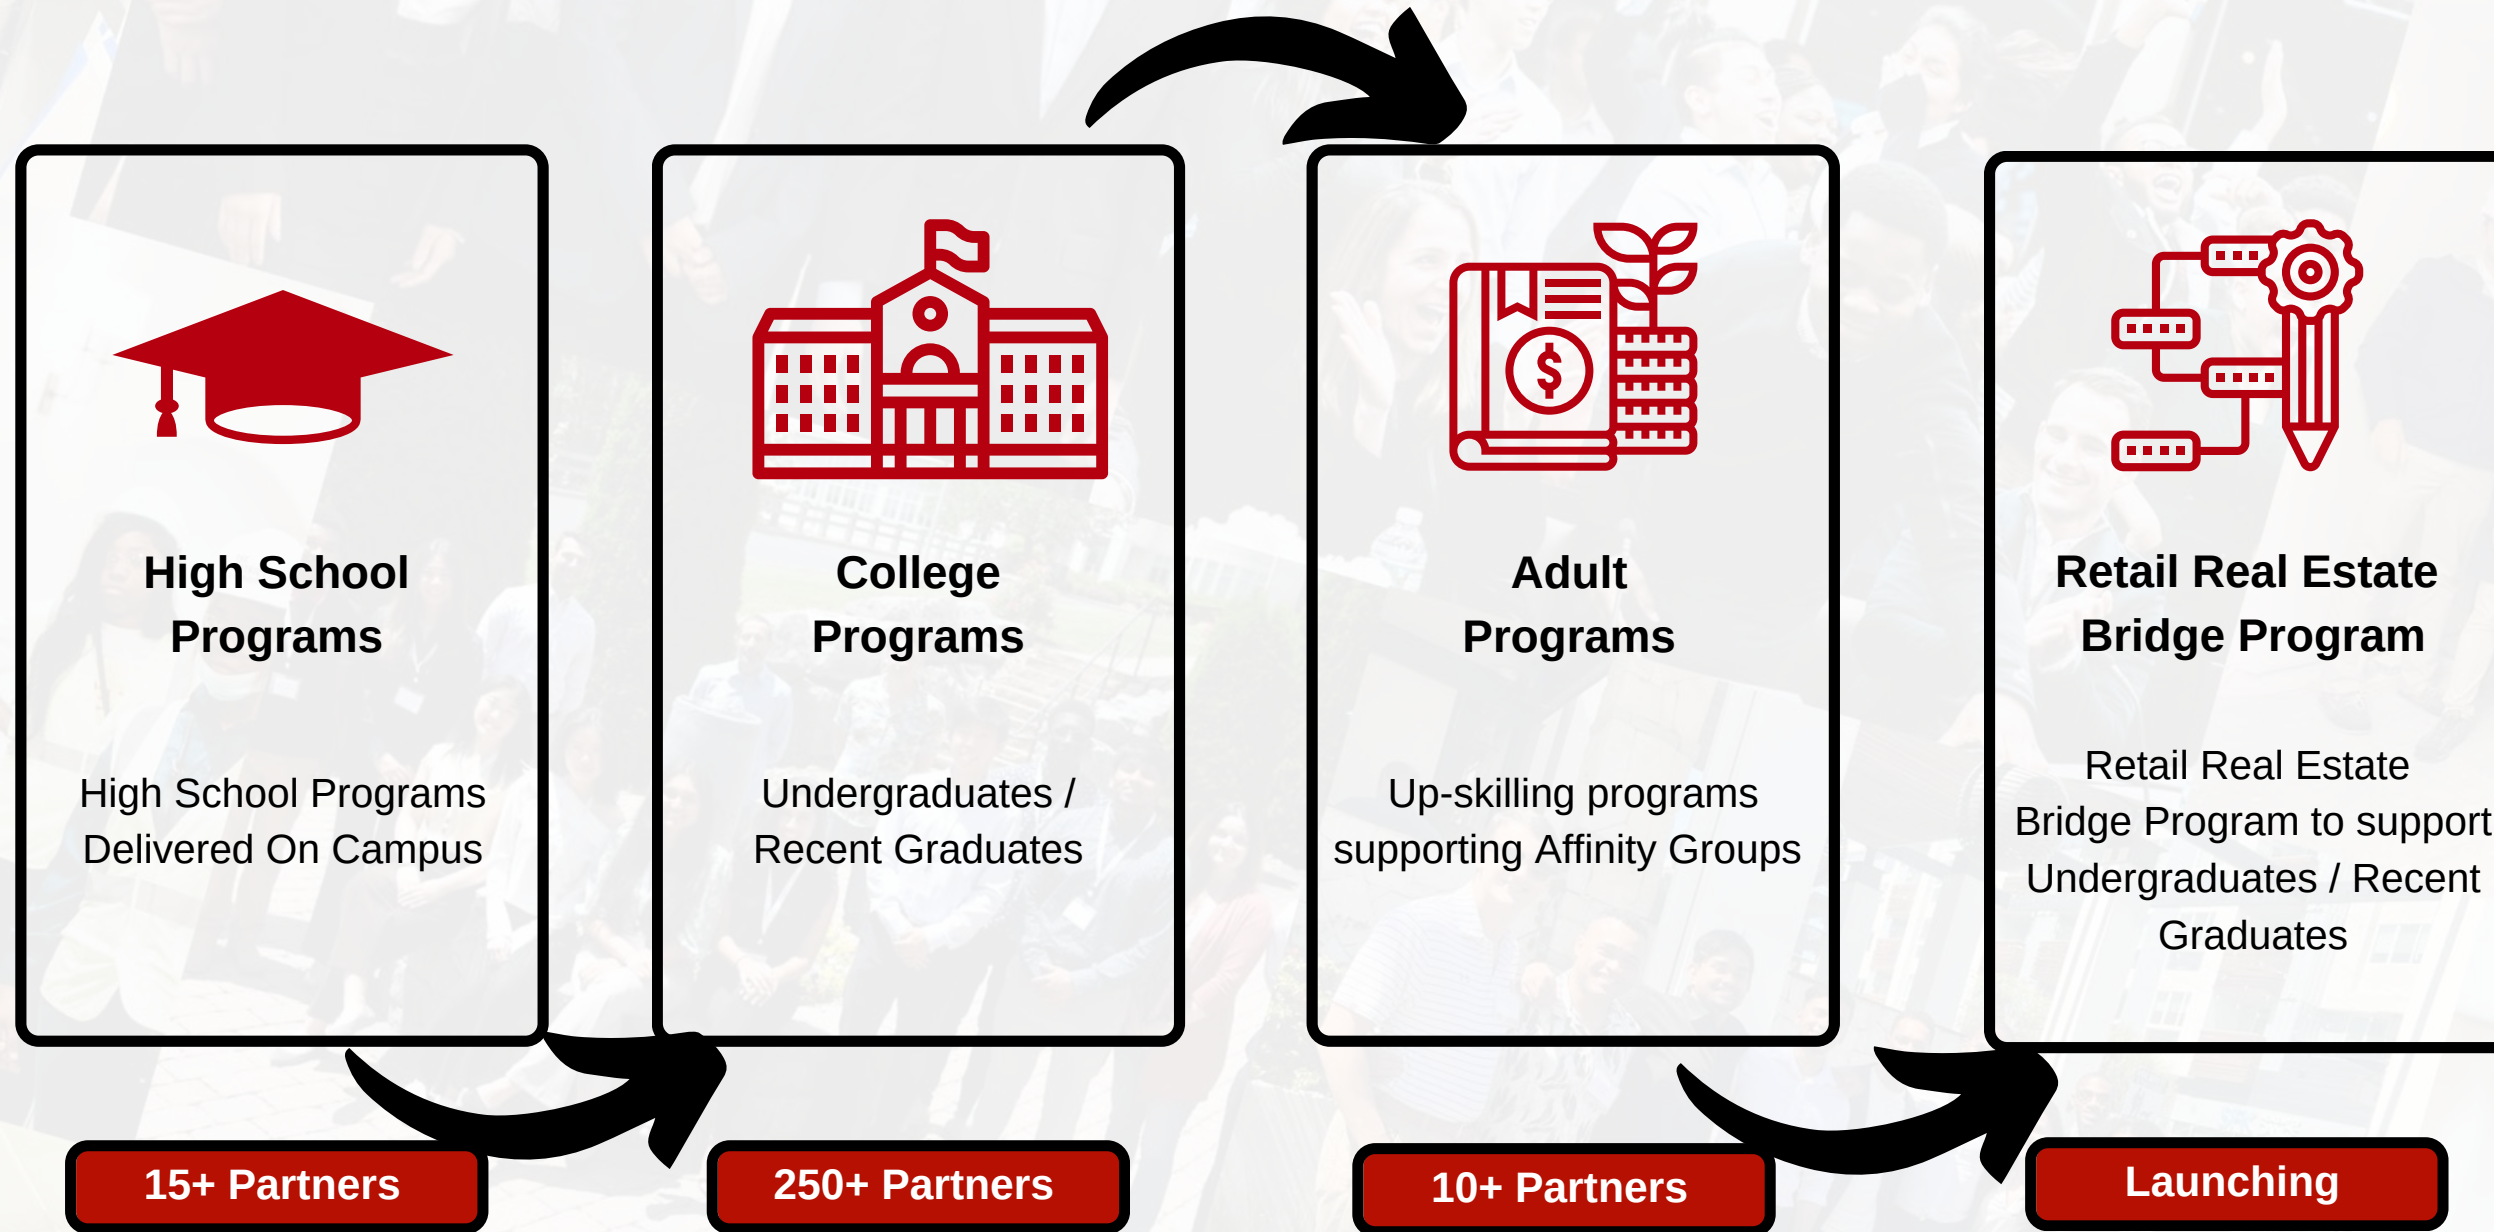 High School
Programs
High School Programs
Delivered On Campus
15+ Partners
College
Programs
Undergraduates /
Recent Graduates
250+ Partners
Adult
Programs
Up-skilling programs
supporting Affinity Groups
10+ Partners
Retail Real Estate
Bridge Program
Retail Real Estate
Bridge Program to support
Undergraduates / Recent
Graduates
Launching